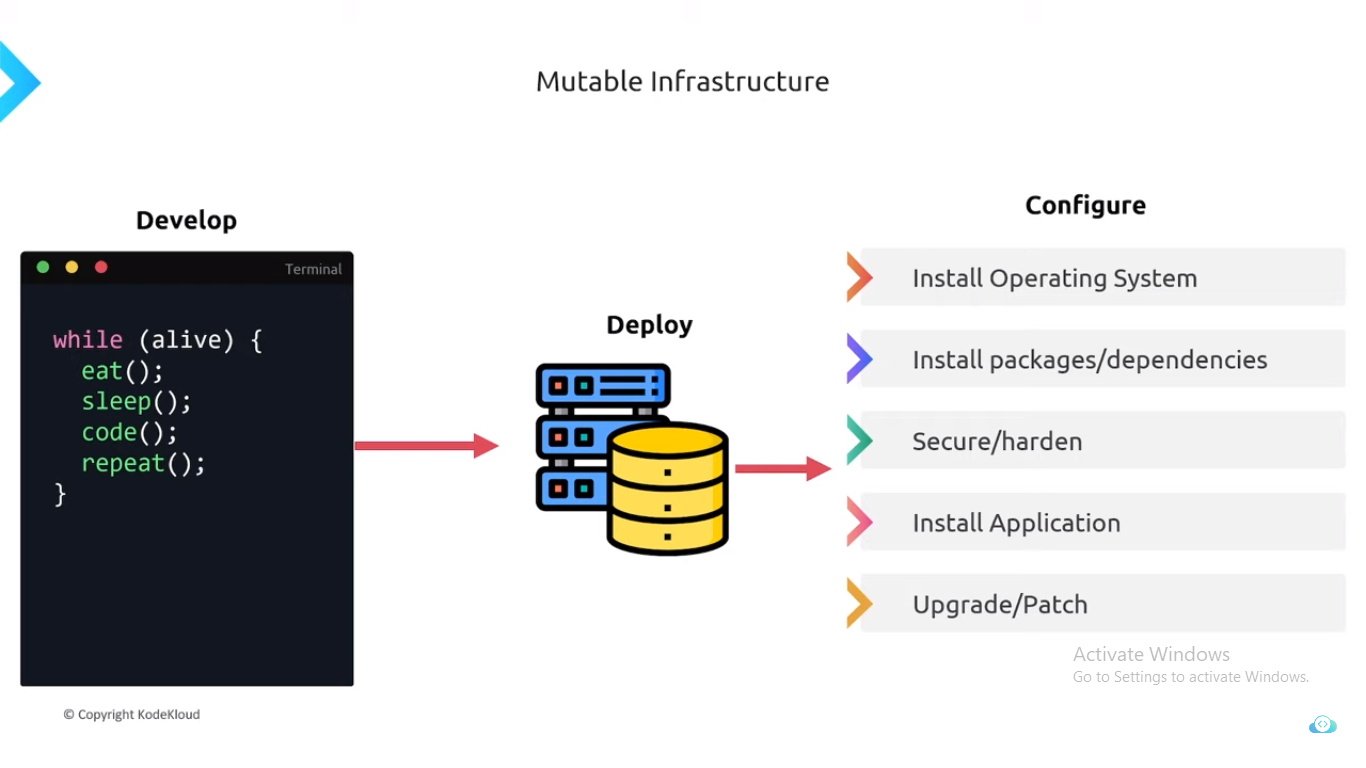 Mutable Infrastructure
Develop
Terminal
while (alive) {
  eat();
  sleep();
  code();
  repeat();
}
Deploy
Configure
Install Operating System
Install packages/dependencies
Secure/harden
Install Application
Upgrade/Patch
Activate Windows
Go to Settings to activate Windows.
© Copyright KodeKloud